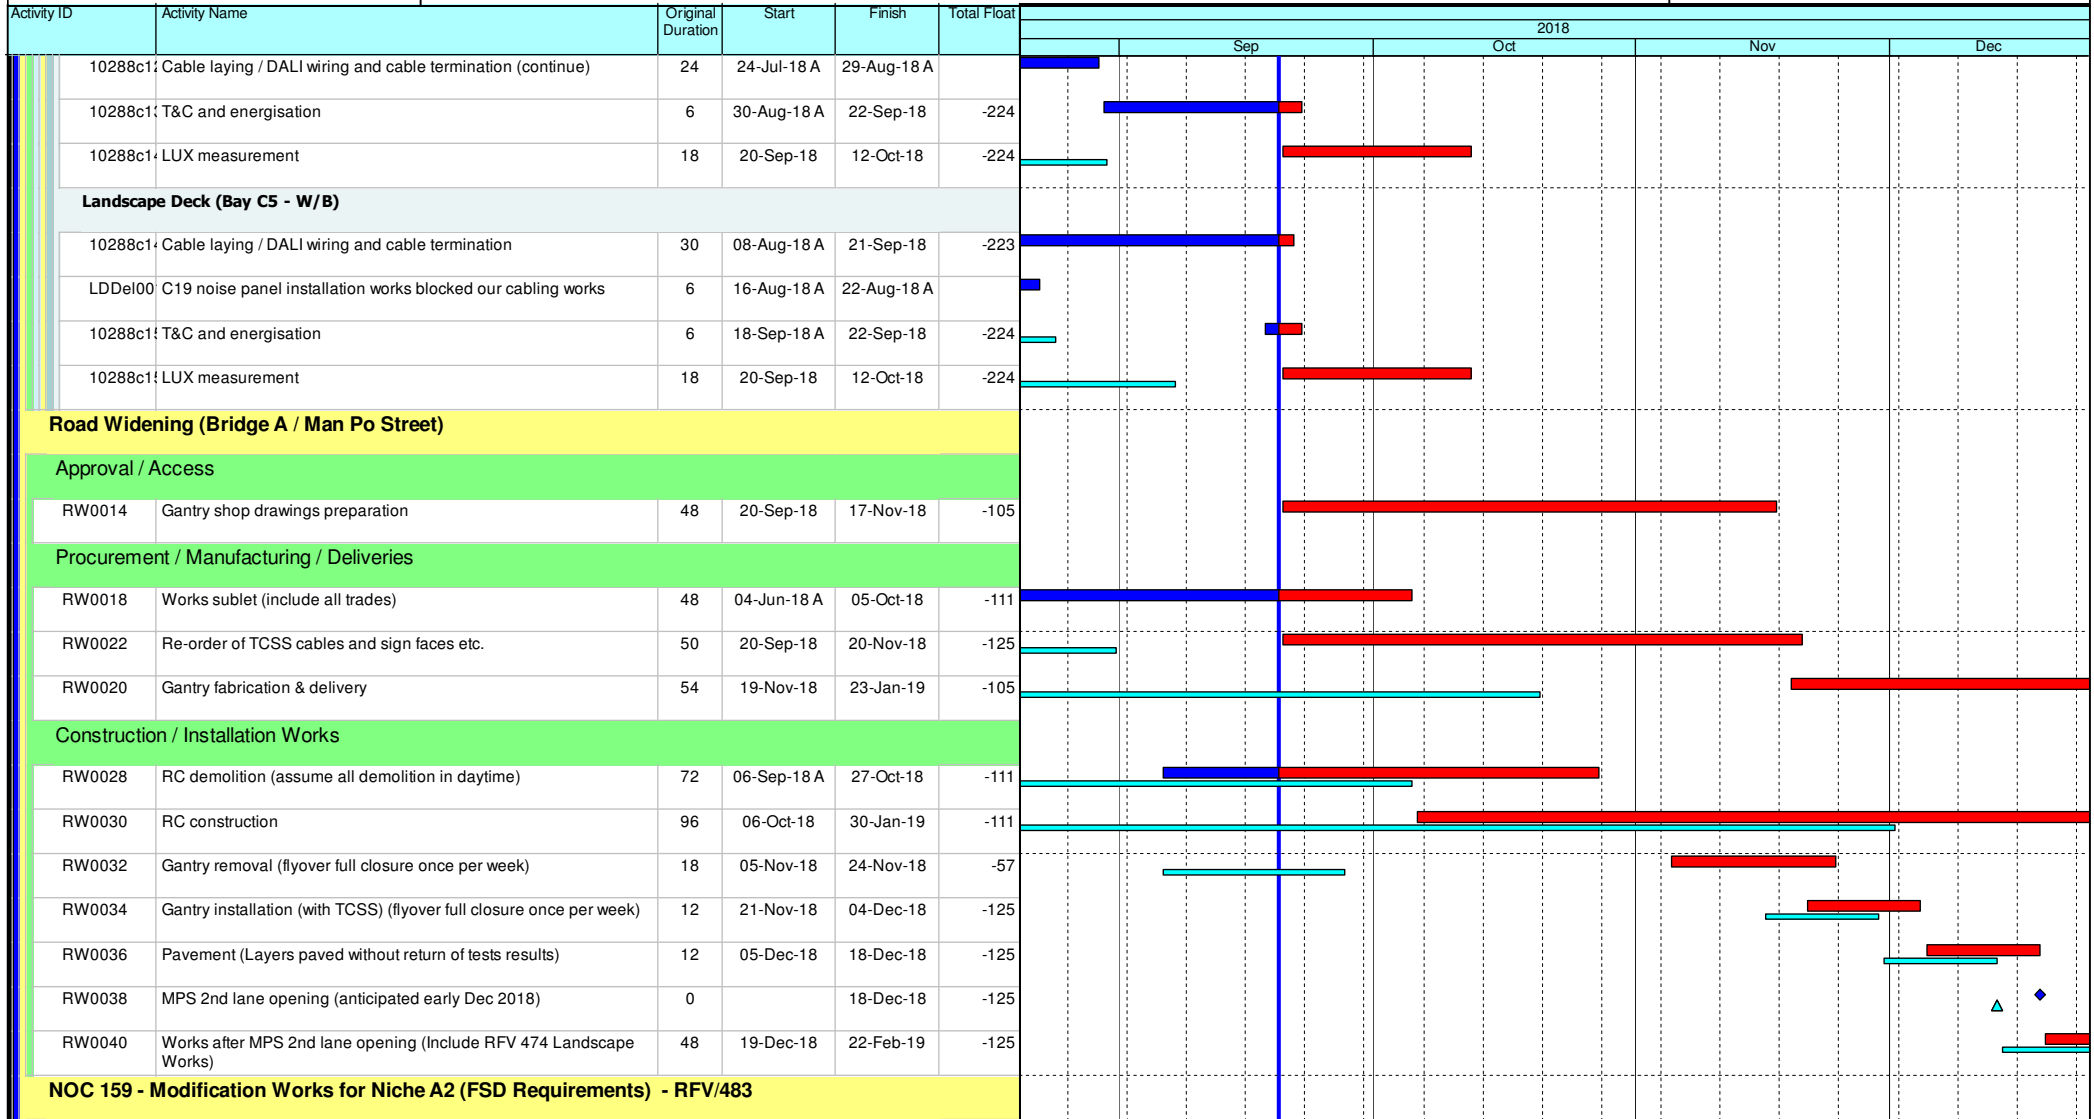 Activity ID Activity Name Original Duration Start Finish Total Float
2018
Sep Oct Nov Dec
10288c12 Cable laying / DALI wiring and cable termination (continue) 24 24-Jul-18 A 29-Aug-18 A
10288c13 T&C and energisation 6 30-Aug-18 A 22-Sep-18 -224
10288c14 LUX measurement 18 20-Sep-18 12-Oct-18 -224
Landscape Deck (Bay C5 - W/B)
10288c14 Cable laying / DALI wiring and cable termination 30 08-Aug-18 A 21-Sep-18 -223
LDDel00 C19 noise panel installation works blocked our cabling works 6 16-Aug-18 A 22-Aug-18 A
10288c15 T&C and energisation 6 18-Sep-18 A 22-Sep-18 -224
10288c15 LUX measurement 18 20-Sep-18 12-Oct-18 -224
Road Widening (Bridge A / Man Po Street)
Approval / Access
RW0014 Gantry shop drawings preparation 48 20-Sep-18 17-Nov-18 -105
Procurement / Manufacturing / Deliveries
RW0018 Works sublet (include all trades) 48 04-Jun-18 A 05-Oct-18 -111
RW0022 Re-order of TCSS cables and sign faces etc. 50 20-Sep-18 20-Nov-18 -125
RW0020 Gantry fabrication & delivery 54 19-Nov-18 23-Jan-19 -105
Construction / Installation Works
RW0028 RC demolition (assume all demolition in daytime) 72 06-Sep-18 A 27-Oct-18 -111
RW0030 RC construction 96 06-Oct-18 30-Jan-19 -111
RW0032 Gantry removal (flyover full closure once per week) 18 05-Nov-18 24-Nov-18 -57
RW0034 Gantry installation (with TCSS) (flyover full closure once per week) 12 21-Nov-18 04-Dec-18 -125
RW0036 Pavement (Layers paved without return of tests results) 12 05-Dec-18 18-Dec-18 -125
RW0038 MPS 2nd lane opening (anticipated early Dec 2018) 0 18-Dec-18 -125
RW0040 Works after MPS 2nd lane opening (Include RFV 474 Landscape 48 19-Dec-18 22-Feb-19 -125
Works)
NOC 159 - Modification Works for Niche A2 (FSD Requirements) - RFV/483